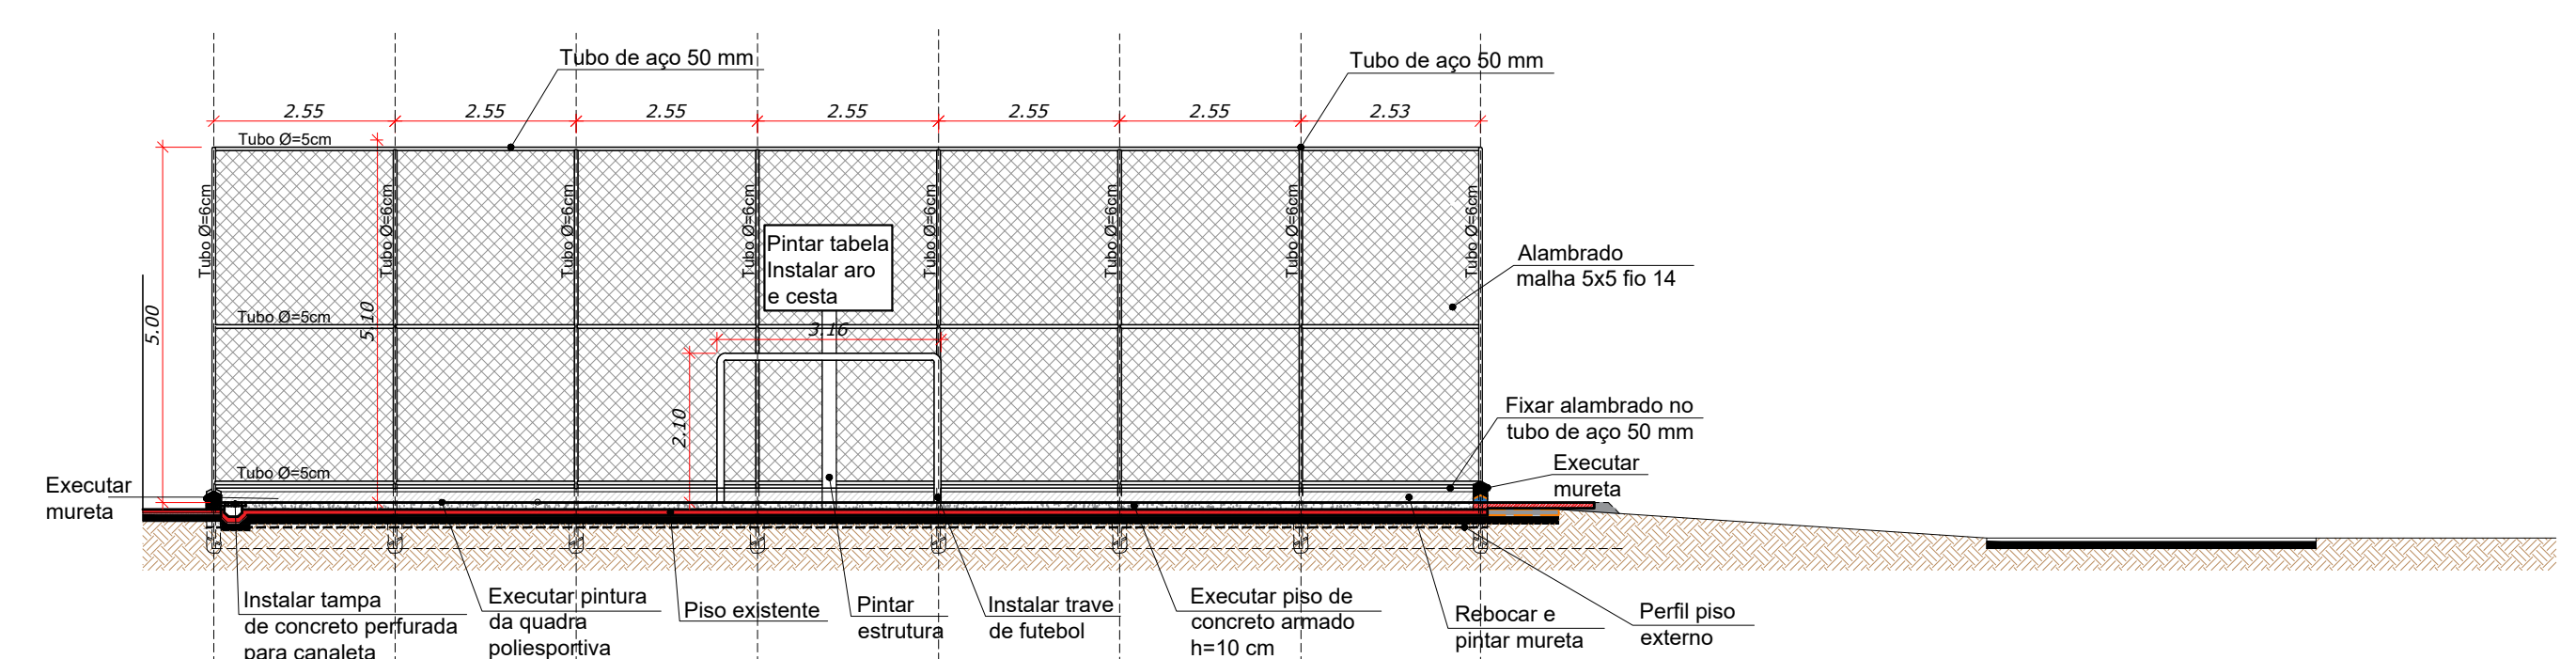 Tubo de aço 50 mm
Tubo de aço 50 mm
2.55
2.55
2.55
2.55
2.55
2.55
2.53
Tubo Ø=5cm
Tubo Ø=6cm
Tubo Ø=6cm
Tubo Ø=6cm
Tubo Ø=6cm
Tubo Ø=6cm
Tubo Ø=6cm
Tubo Ø=6cm
Tubo Ø=6cm
Pintar tabela
Instalar aro
e cesta
Alambrado
malha 5x5 fio 14
5.00
5.10
Tubo Ø=5cm
3.16
2.10
Fixar alambrado no
tubo de aço 50 mm
Tubo Ø=5cm
Executar
mureta
Executar
mureta
Instalar tampa
de concreto perfurada
para canaleta
Executar pintura
da quadra
poliesportiva
Piso existente
Pintar
estrutura
Instalar trave
de futebol
Executar piso de
concreto armado
h=10 cm
Rebocar e
pintar mureta
Perfil piso
externo